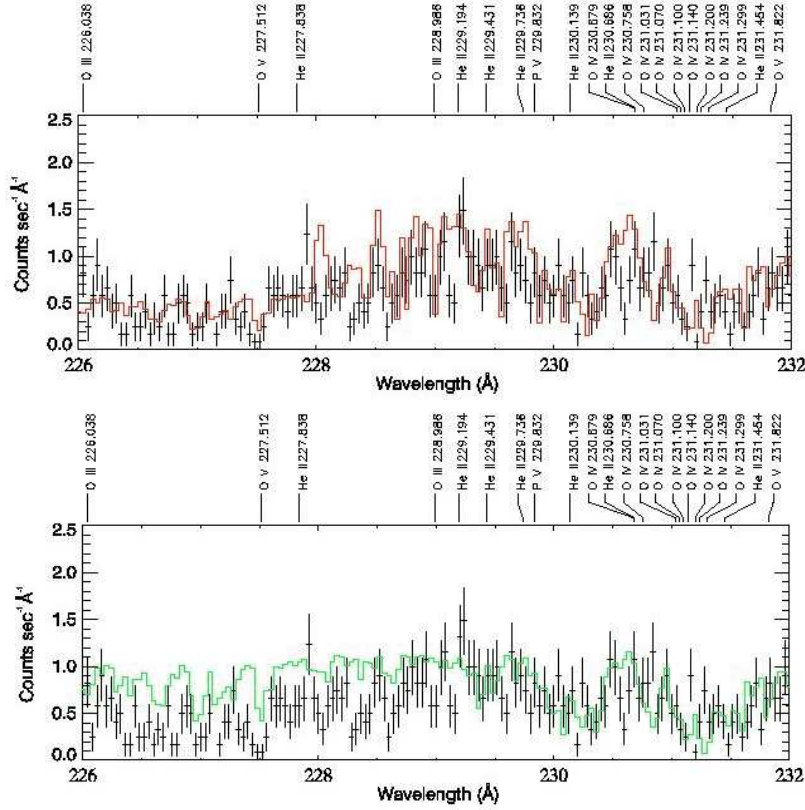 O III 226.038
O V 227.512
He II 227.838
O III 228.988
He II 229.194
He II 229.431
He II 229.736
P V 229.832
He II 230.139
O IV 230.679
He II 230.686
O IV 230.758
O IV 231.031
O IV 231.070
O IV 231.100
O IV 231.140
O IV 231.200
O IV 231.239
O IV 231.299
He II 231.454
O V 231.822
Counts sec⁻¹ Å⁻¹
2.5
2.0
1.5
1.0
0.5
0.0
226
228
230
232
Wavelength (Å)
O III 226.038
O V 227.512
He II 227.838
O III 228.988
He II 229.194
He II 229.431
He II 229.736
P V 229.832
He II 230.139
O IV 230.679
He II 230.686
O IV 230.758
O IV 231.031
O IV 231.070
O IV 231.100
O IV 231.140
O IV 231.200
O IV 231.239
O IV 231.299
He II 231.454
O V 231.822
Counts sec⁻¹ Å⁻¹
2.5
2.0
1.5
1.0
0.5
0.0
226
228
230
232
Wavelength (Å)